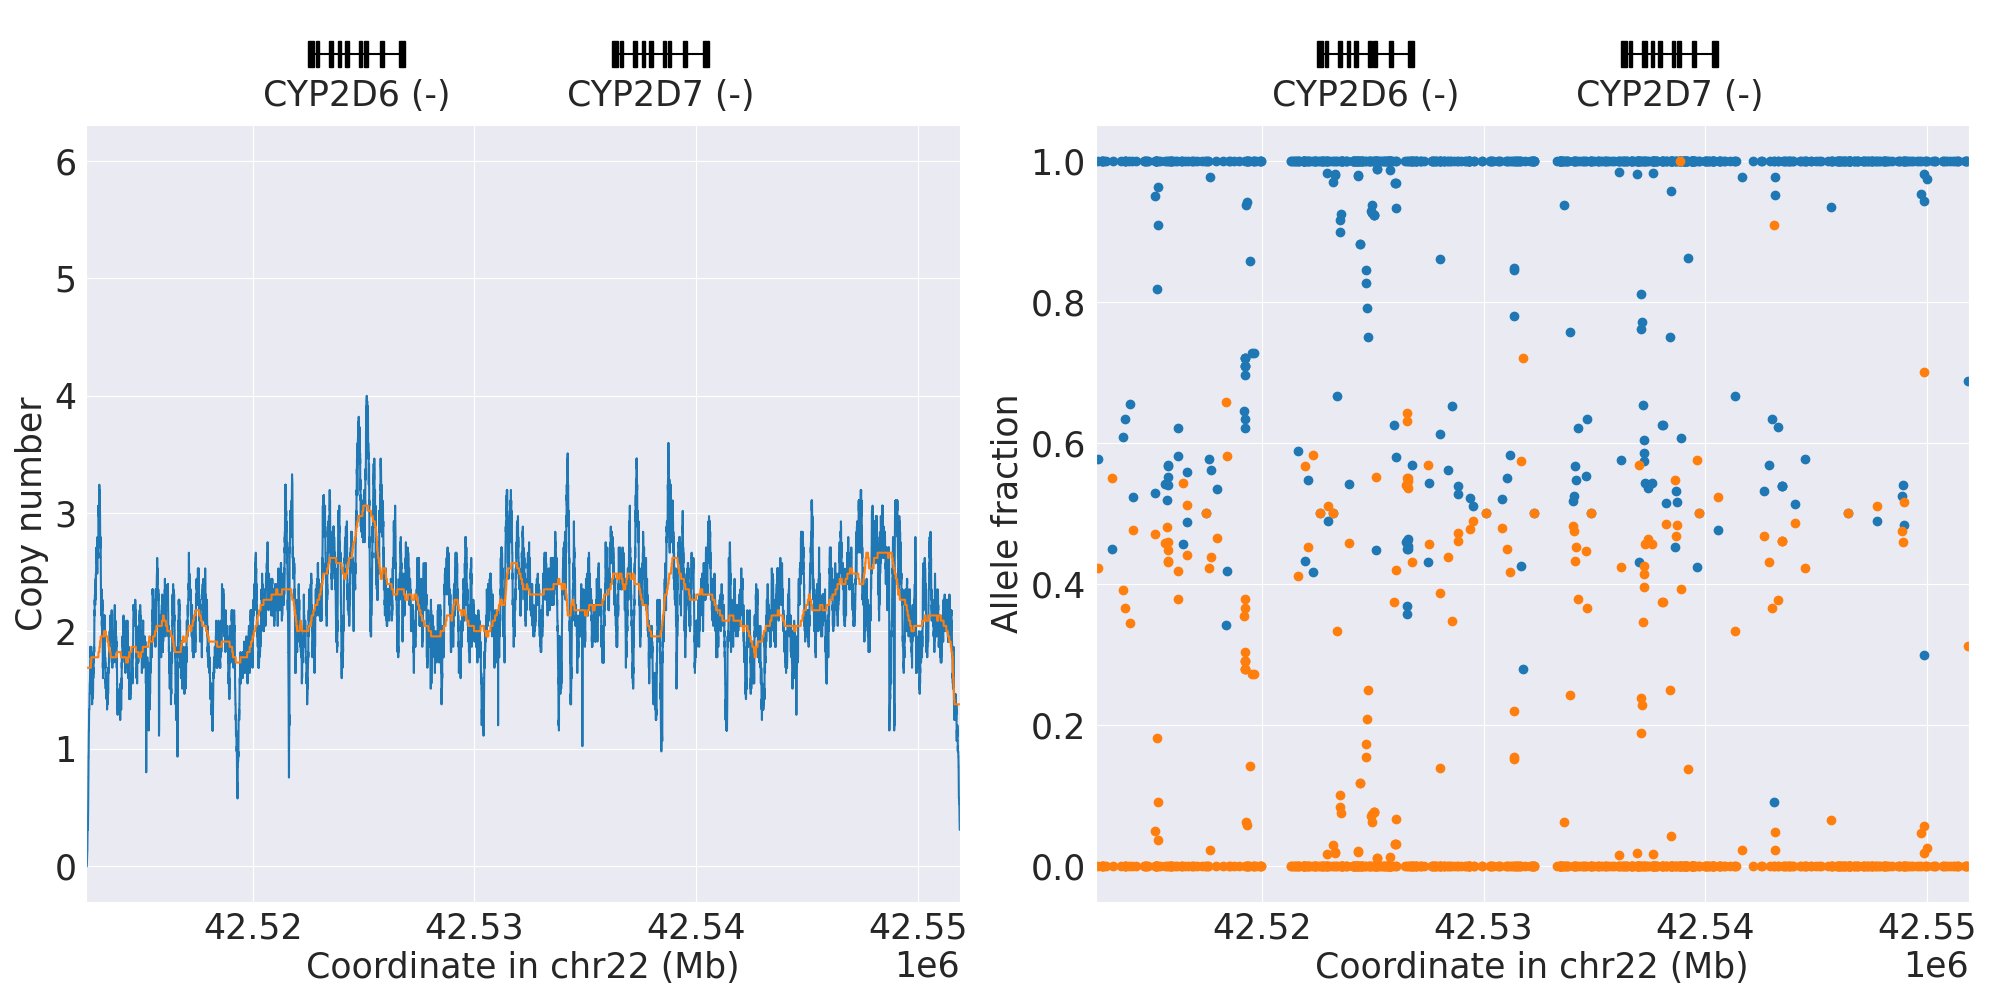 CYP2D6 (-)
CYP2D7 (-)
6
5
4
3
2
1
0
Copy number
42.52
42.53
42.54
42.55
1e6
Coordinate in chr22 (Mb)
CYP2D6 (-)
CYP2D7 (-)
1.0
0.8
0.6
0.4
0.2
0.0
Allele fraction
42.52
42.53
42.54
42.55
1e6
Coordinate in chr22 (Mb)